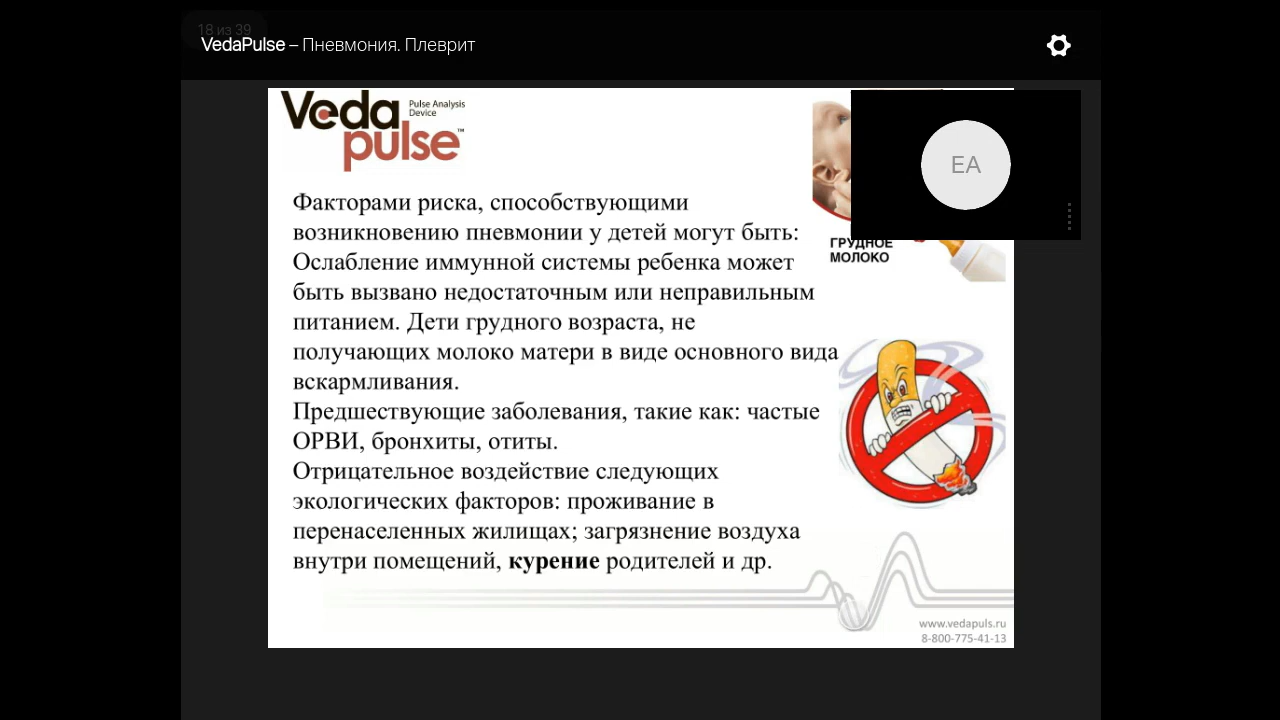 18 из 39
VedaPulse – Пневмония. Плеврит
Veda
Pulse Analysis
Device
pulse™
EA
Факторами риска, способствующими
возникновению пневмонии у детей могут быть:
Ослабление иммунной системы ребенка может
быть вызвано недостаточным или неправильным
питанием. Дети грудного возраста, не
получающих молоко матери в виде основного вида
вскармливания.
Предшествующие заболевания, такие как: частые
ОРВИ, бронхиты, отиты.
Отрицательное воздействие следующих
экологических факторов: проживание в
перенаселенных жилищах; загрязнение воздуха
внутри помещений, курение родителей и др.
ГРУДНОЕ
МОЛОКО
www.vedapuls.ru
8-800-775-41-13